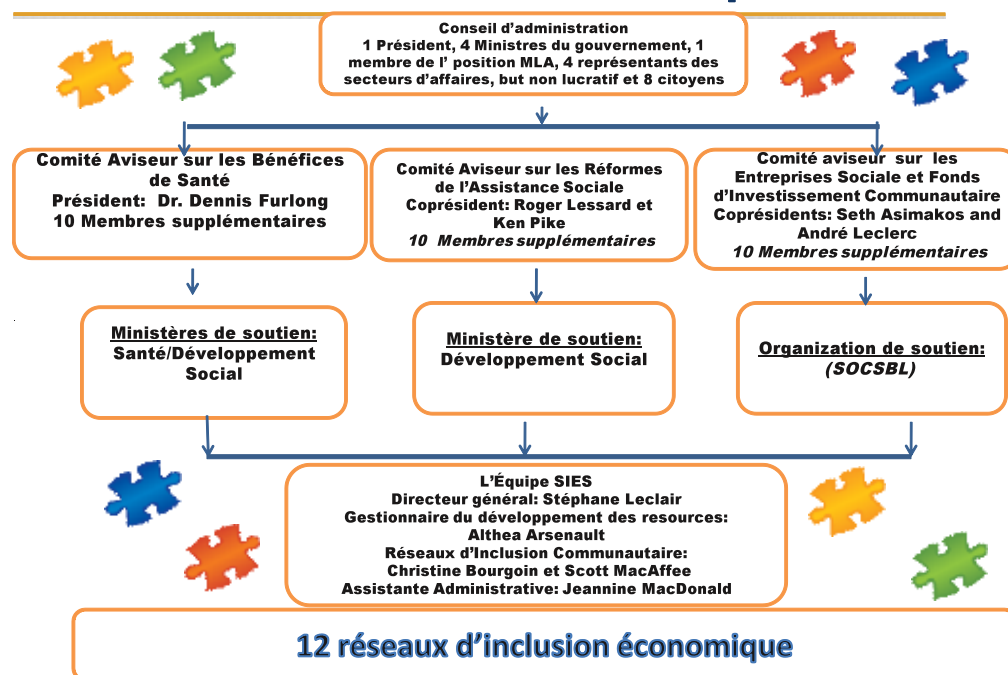 Conseil d'administration
1 Président, 4 Ministres du gouvernement, 1
membre de l' position MLA, 4 représentants des
secteurs d'affaires, but non lucratif et 8 citoyens
Comité Aviseur sur les Bénéfices
de Santé
Président: Dr. Dennis Furlong
10 Membres supplémentaires
Comité Aviseur sur les Réformes
de l'Assistance Sociale
Coprésident: Roger Lessard et
Ken Pike
10 Membres supplémentaires
Comité aviseur sur les
Entreprises Sociale et Fonds
d'Investissement Communautaire
Coprésidents: Seth Asimakos and
André Leclerc
10 Membres supplémentaires
Ministères de soutien:
Santé/Développement
Social
Ministère de soutien:
Développement Social
Organization de soutien:
(SOCSBL)
L'Équipe SIES
Directeur général: Stéphane Leclair
Gestionnaire du développement des resources:
Althea Arsenault
Réseaux d'Inclusion Communautaire:
Christine Bourgoin et Scott MacAffee
Assistante Administrative: Jeannine MacDonald
12 réseaux d'inclusion économique